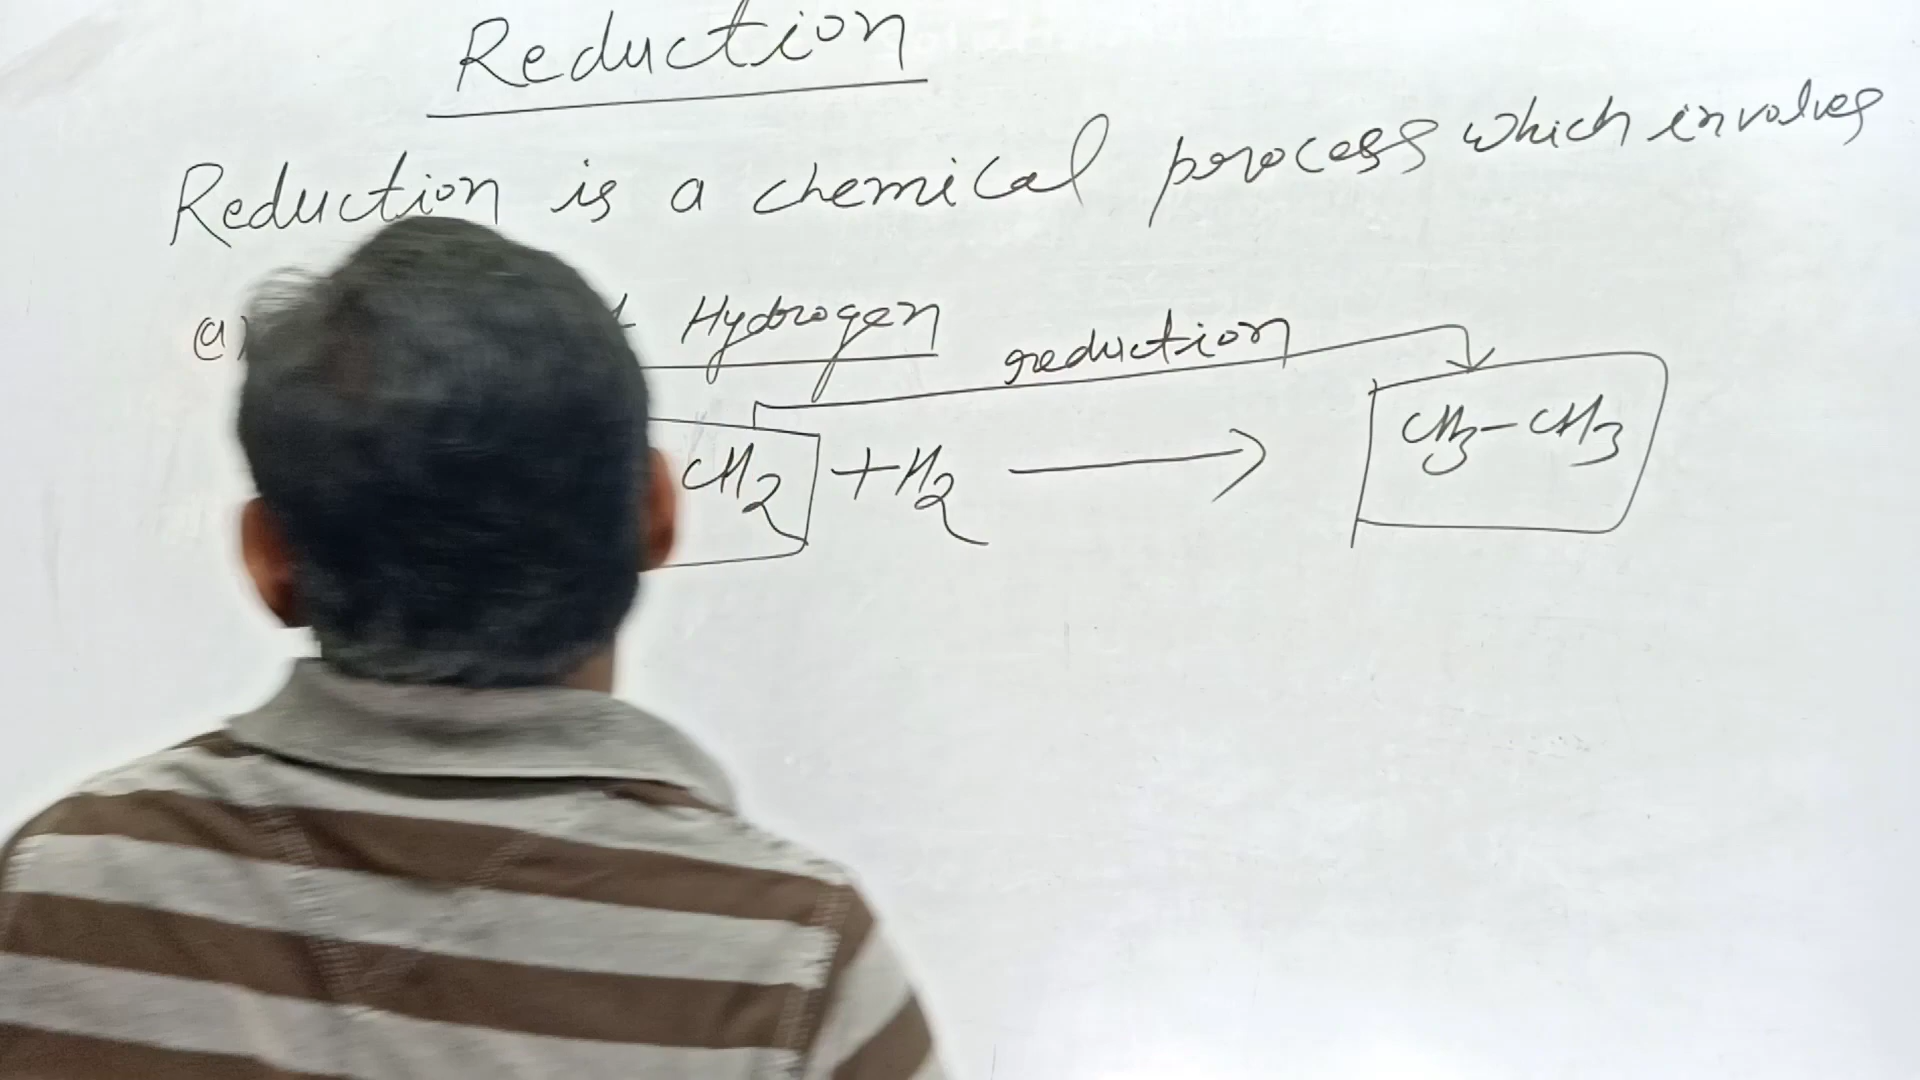 Reduction
Reduction is a chemical process which involves
a) Hydrogen
reduction
CH2 + H2 ⟶ CH3-CH3